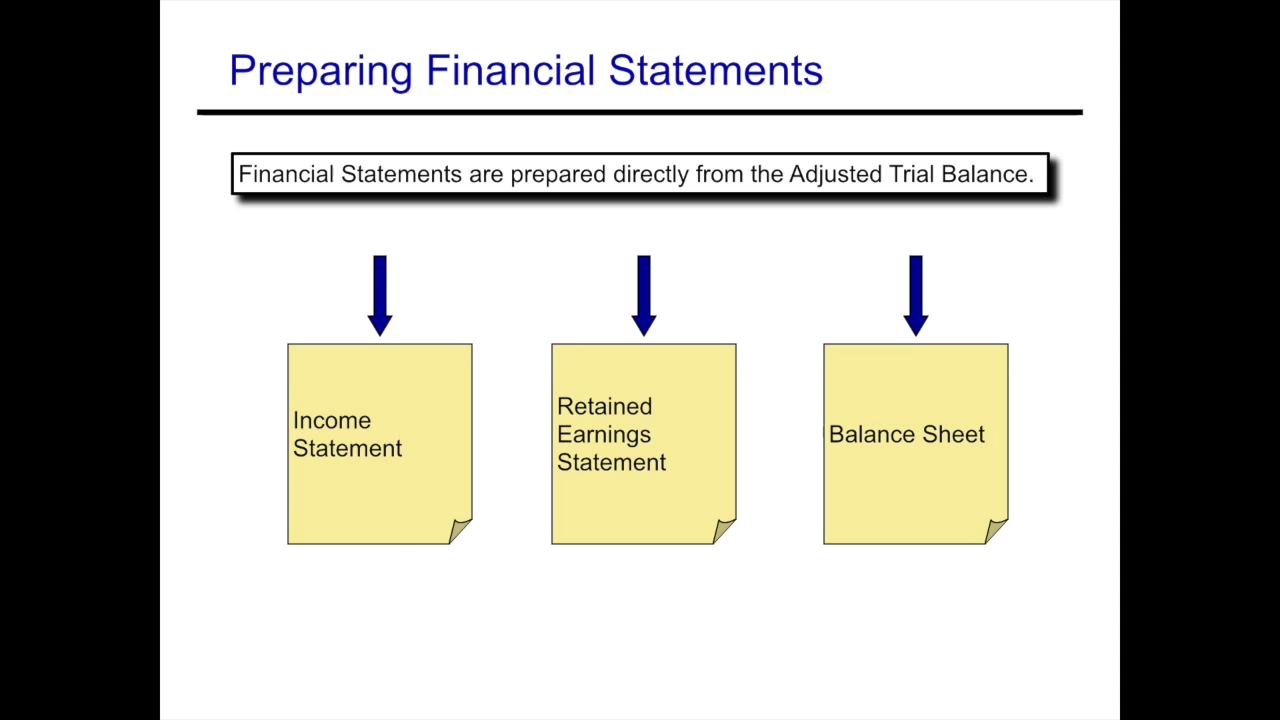 Preparing Financial Statements
Financial Statements are prepared directly from the Adjusted Trial Balance.
Income
Statement
Retained
Earnings
Statement
Balance Sheet